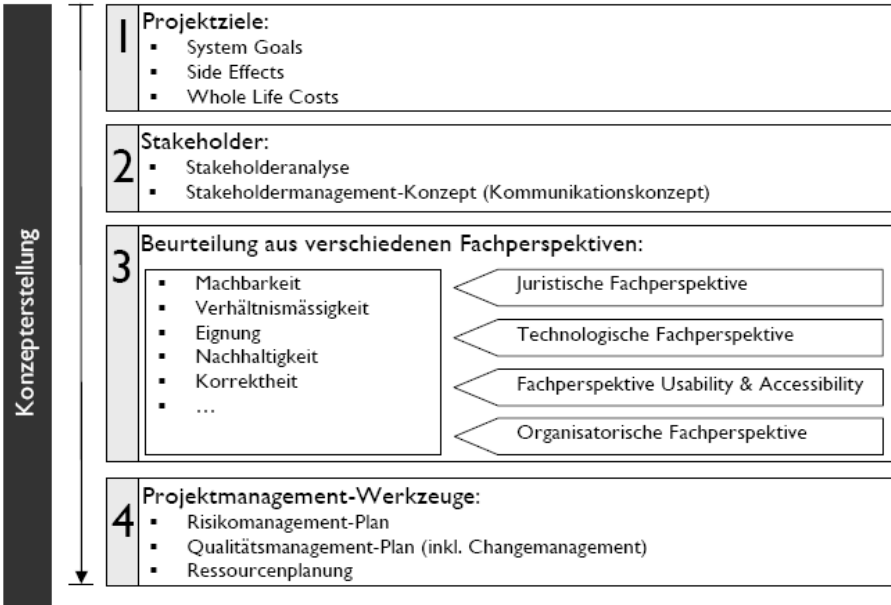 Konzepterstellung
1
Projektziele:
▪ System Goals
▪ Side Effects
▪ Whole Life Costs
2
Stakeholder:
▪ Stakeholderanalyse
▪ Stakeholdermanagement-Konzept (Kommunikationskonzept)
3
Beurteilung aus verschiedenen Fachperspektiven:
▪ Machbarkeit
▪ Verhältnismässigkeit
▪ Eignung
▪ Nachhaltigkeit
▪ Korrektheit
▪ ...
Juristische Fachperspektive
Technologische Fachperspektive
Fachperspektive Usability & Accessibility
Organisatorische Fachperspektive
4
Projektmanagement-Werkzeuge:
▪ Risikomanagement-Plan
▪ Qualitätsmanagement-Plan (inkl. Changemanagement)
▪ Ressourcenplanung